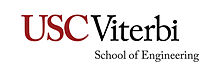 USC Viterbi
School of Engineering